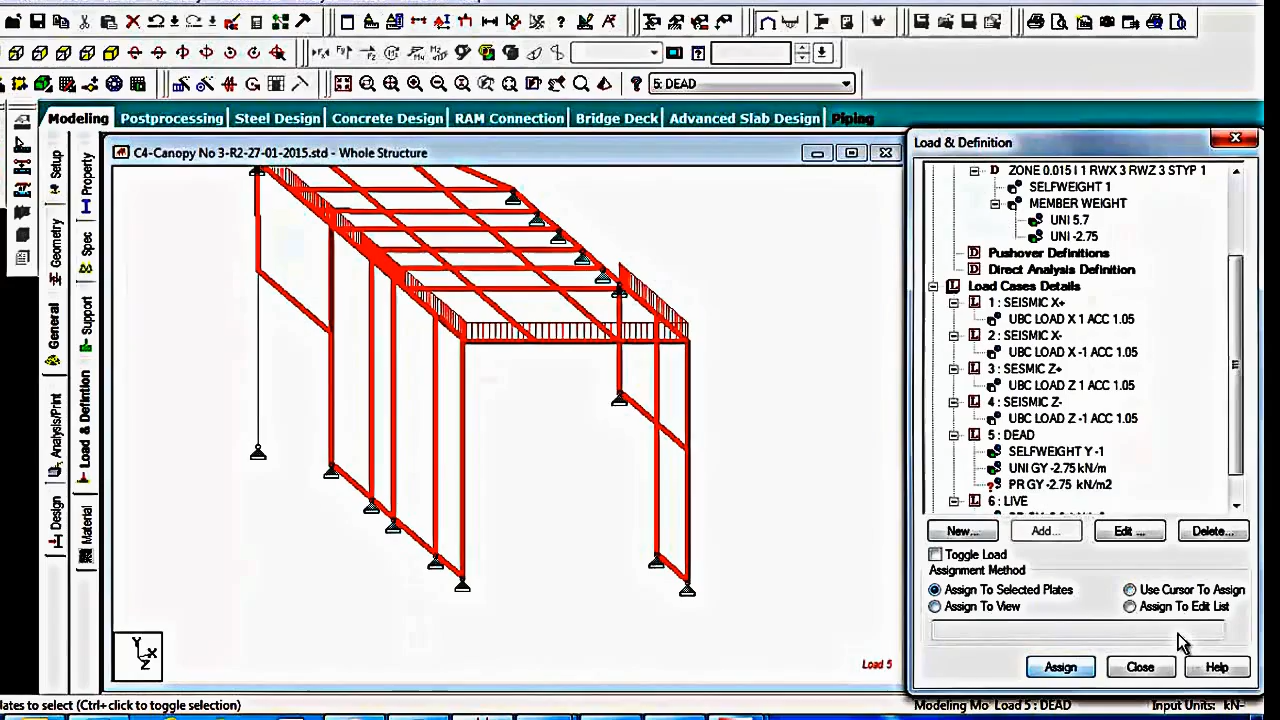 5: DEAD
Modeling
Postprocessing
Steel Design
Concrete Design
RAM Connection
Bridge Deck
Advanced Slab Design
Piping
Setup
Geometry
General
Analysis/Print
Design
Property
Spec
Support
Load & Definition
Material
C4-Canopy No 3-R2-27-01-2015.std - Whole Structure
Y
X
Z
Load 5
Load & Definition
D ZONE 0.015 I 1 RWX 3 RWZ 3 STYP 1
SELFWEIGHT 1
MEMBER WEIGHT
UNI 5.7
UNI -2.75
D Pushover Definitions
D Direct Analysis Definition
L Load Cases Details
L 1 : SEISMIC X+
UBC LOAD X 1 ACC 1.05
L 2 : SEISMIC X-
UBC LOAD X -1 ACC 1.05
L 3 : SESMIC Z+
UBC LOAD Z 1 ACC 1.05
L 4 : SEISMIC Z-
UBC LOAD Z -1 ACC 1.05
L 5 : DEAD
SELFWEIGHT Y -1
UNI GY -2.75 kN/m
PR GY -2.75 kN/m2
L 6 : LIVE
New...
Add...
Edit ...
Delete...
Toggle Load
Assignment Method
Assign To Selected Plates
Use Cursor To Assign
Assign To View
Assign To Edit List
Assign
Close
Help
lates to select (Ctrl+click to toggle selection)
Modeling Mo
Load 5 : DEAD
Input Units: kN-